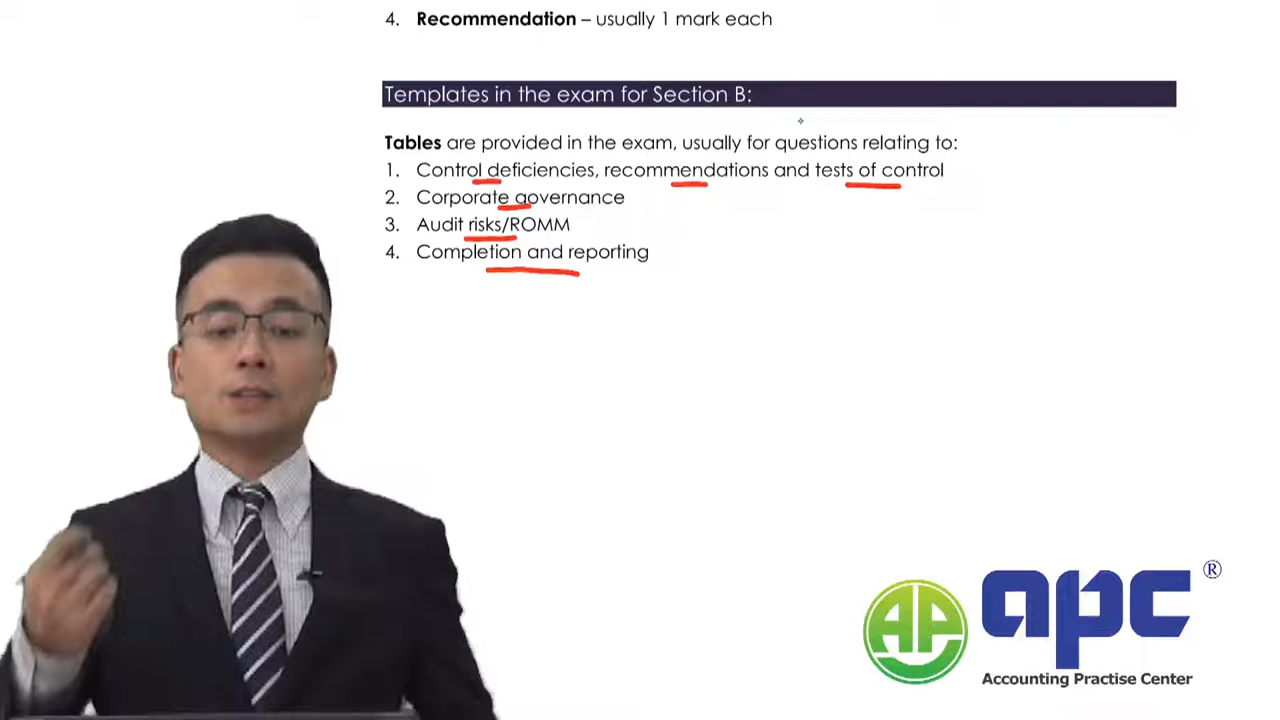 4. Recommendation – usually 1 mark each
Templates in the exam for Section B:
Tables are provided in the exam, usually for questions relating to:
1. Control deficiencies, recommendations and tests of control
2. Corporate governance
3. Audit risks/ROMM
4. Completion and reporting
AP
apc®
Accounting Practise Center